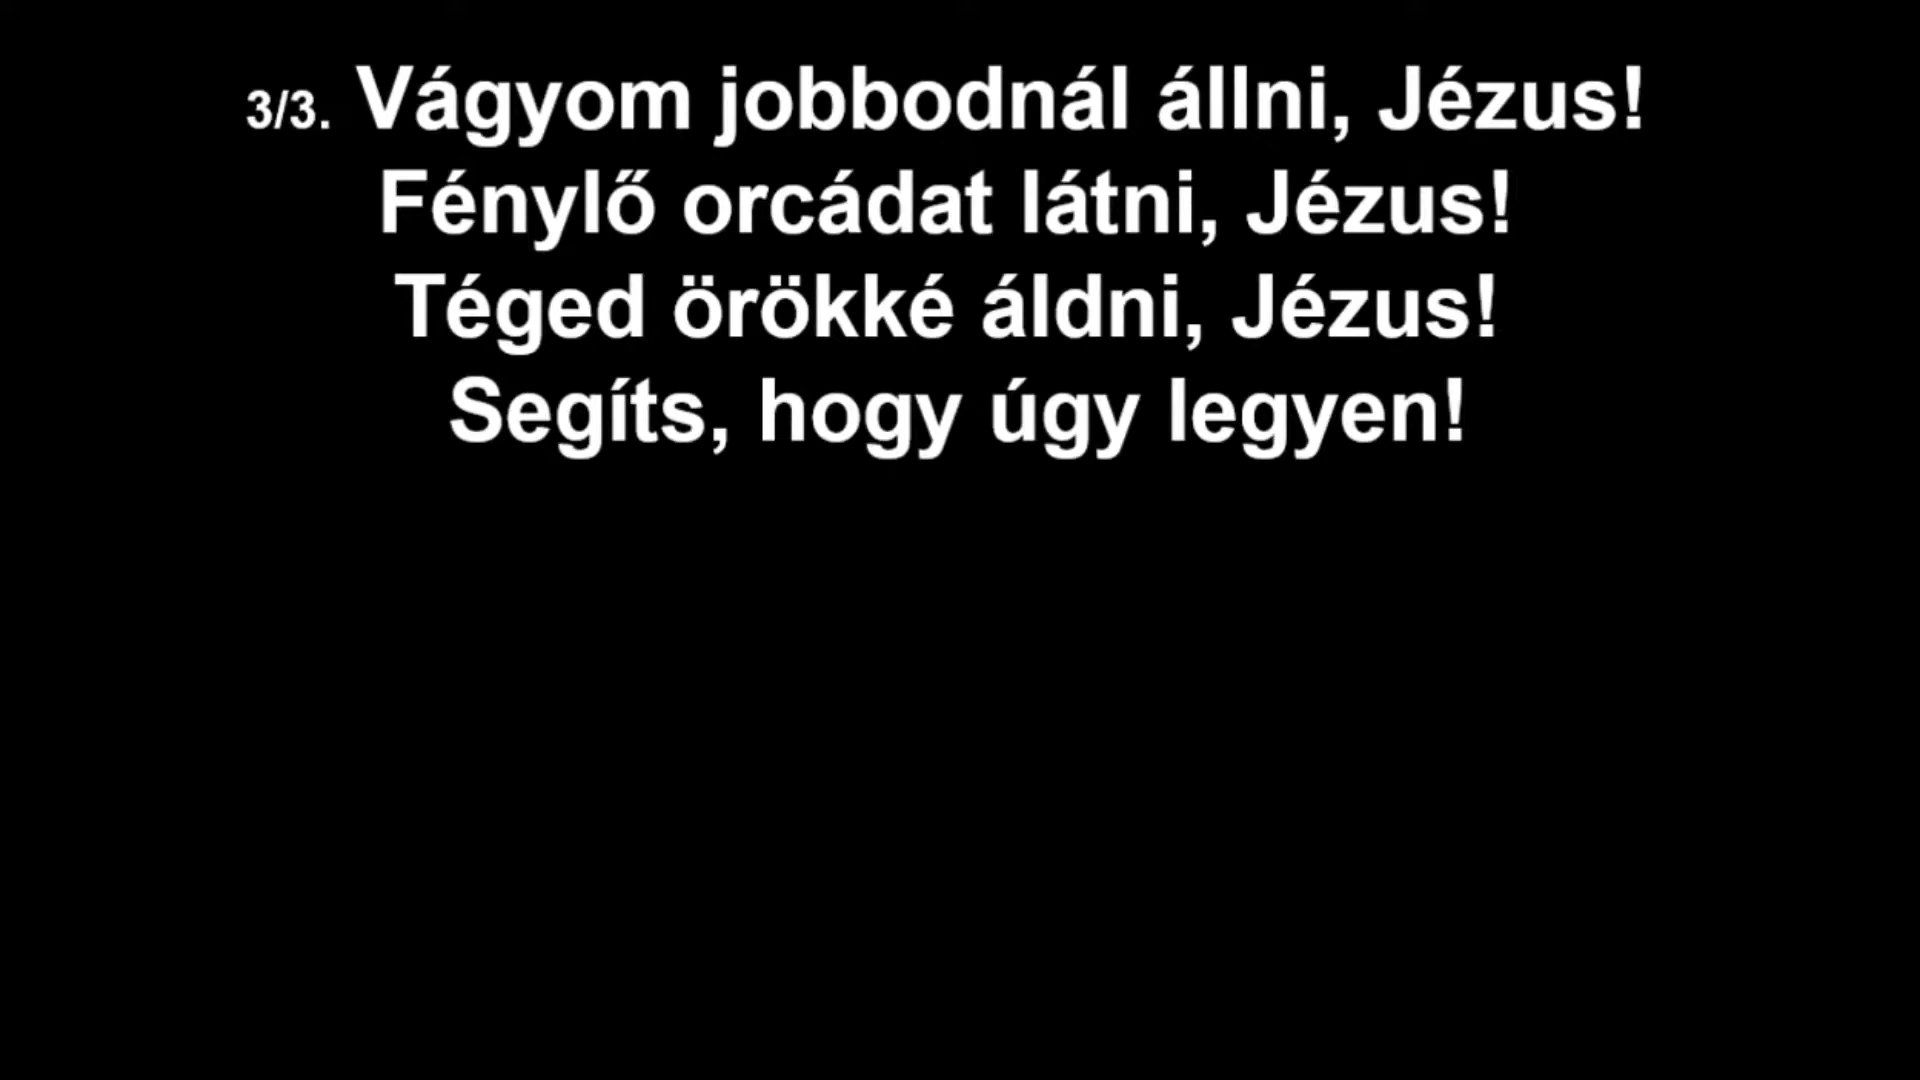 3/3. Vágyom jobbodnál állni, Jézus!
Fénylő orcádat látni, Jézus!
Téged örökké áldni, Jézus!
Segíts, hogy úgy legyen!